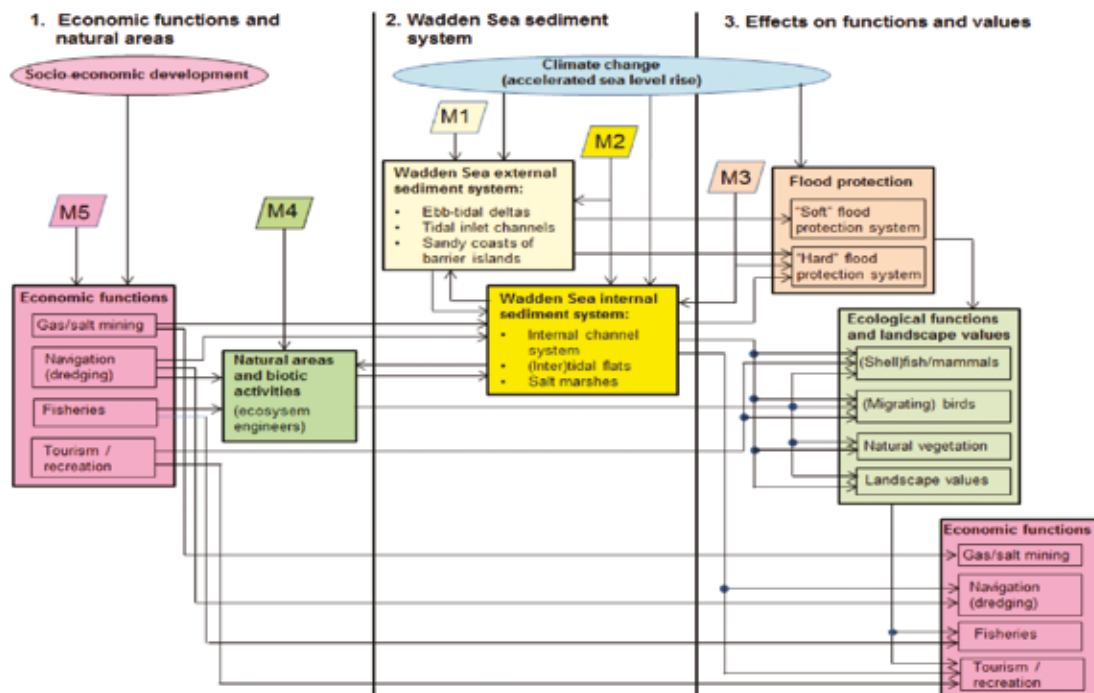 1. Economic functions and
natural areas
2. Wadden Sea sediment
system
3. Effects on functions and values
Socio-economic development
Climate change
(accelerated sea level rise)
M1
M2
M3
M4
M5
Economic functions
Gas/salt mining
Navigation
(dredging)
Fisheries
Tourism /
recreation
Natural areas
and biotic
activities
(ecosysem
engineers)
Wadden Sea external
sediment system:
• Ebb-tidal deltas
• Tidal inlet channels
• Sandy coasts of
barrier islands
Wadden Sea internal
sediment system:
• Internal channel
system
• (Inter)tidal flats
• Salt marshes
Flood protection
"Soft" flood
protection system
"Hard" flood
protection system
Ecological functions
and landscape values
(Shell)fish/mammals
(Migrating) birds
Natural vegetation
Landscape values
Economic functions
Gas/salt mining
Navigation
(dredging)
Fisheries
Tourism /
recreation